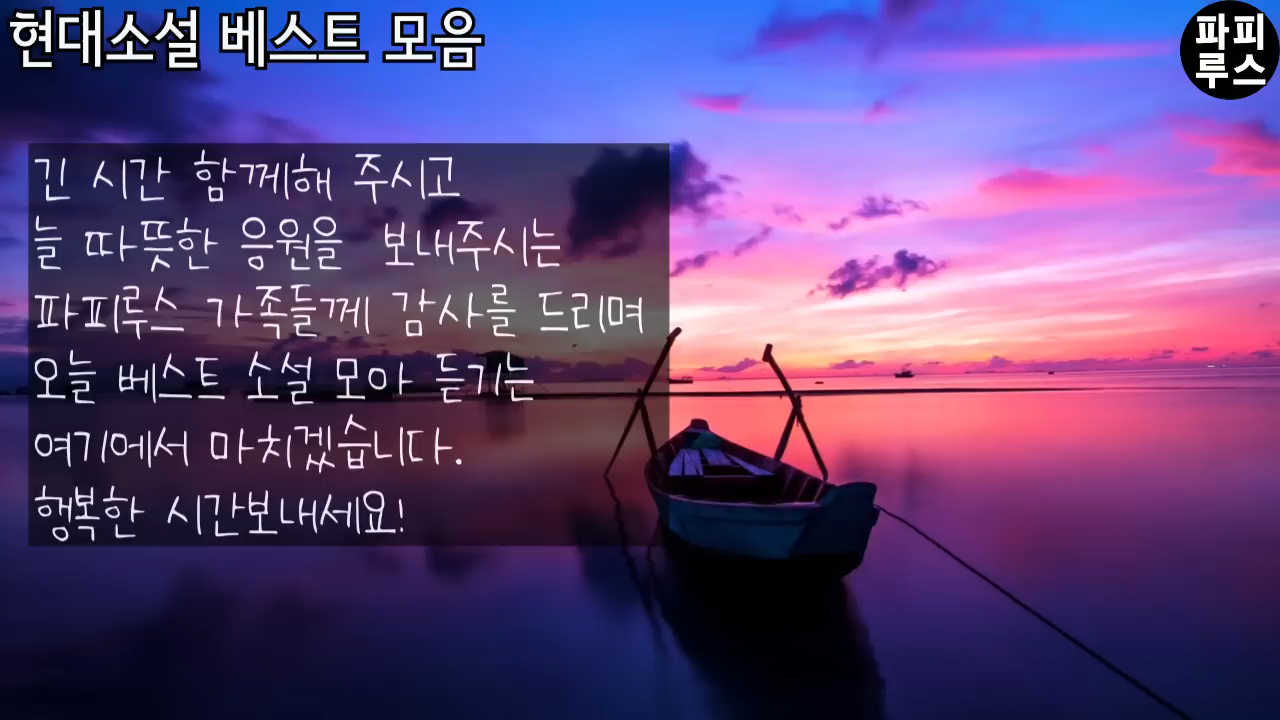 현대소설 베스트 모음
파피
루스
긴 시간 함께해 주시고
늘 따뜻한 음원을 보내주시는
파피루스 가족들께 감사를 드리며
오늘 베스트 소설 모아 듣기는
여기에서 마치겠습니다.
행복한 시간보내세요!